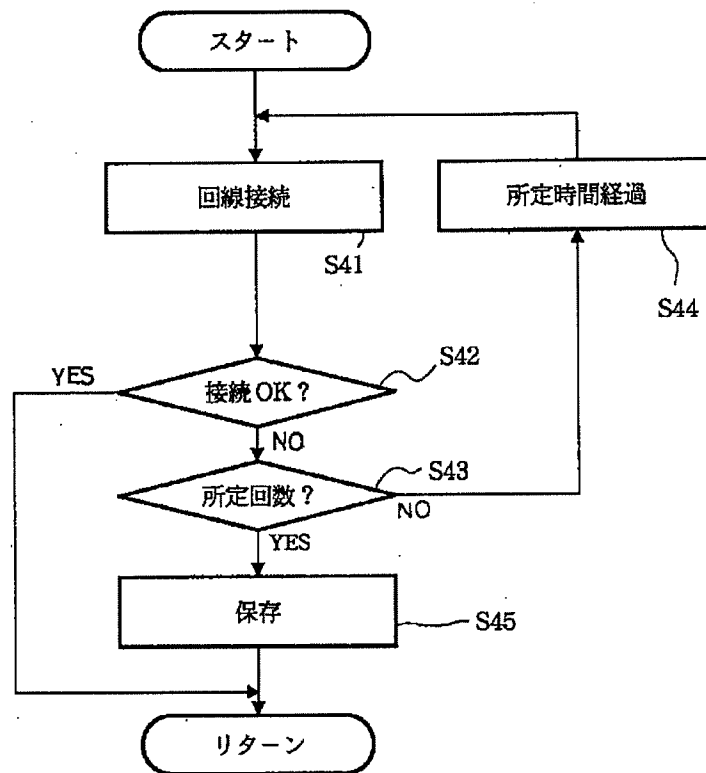 スタート
回線接続
S41
所定時間経過
S44
接続OK?
S42
YES
NO
所定回数?
S43
NO
YES
保存
S45
リターン